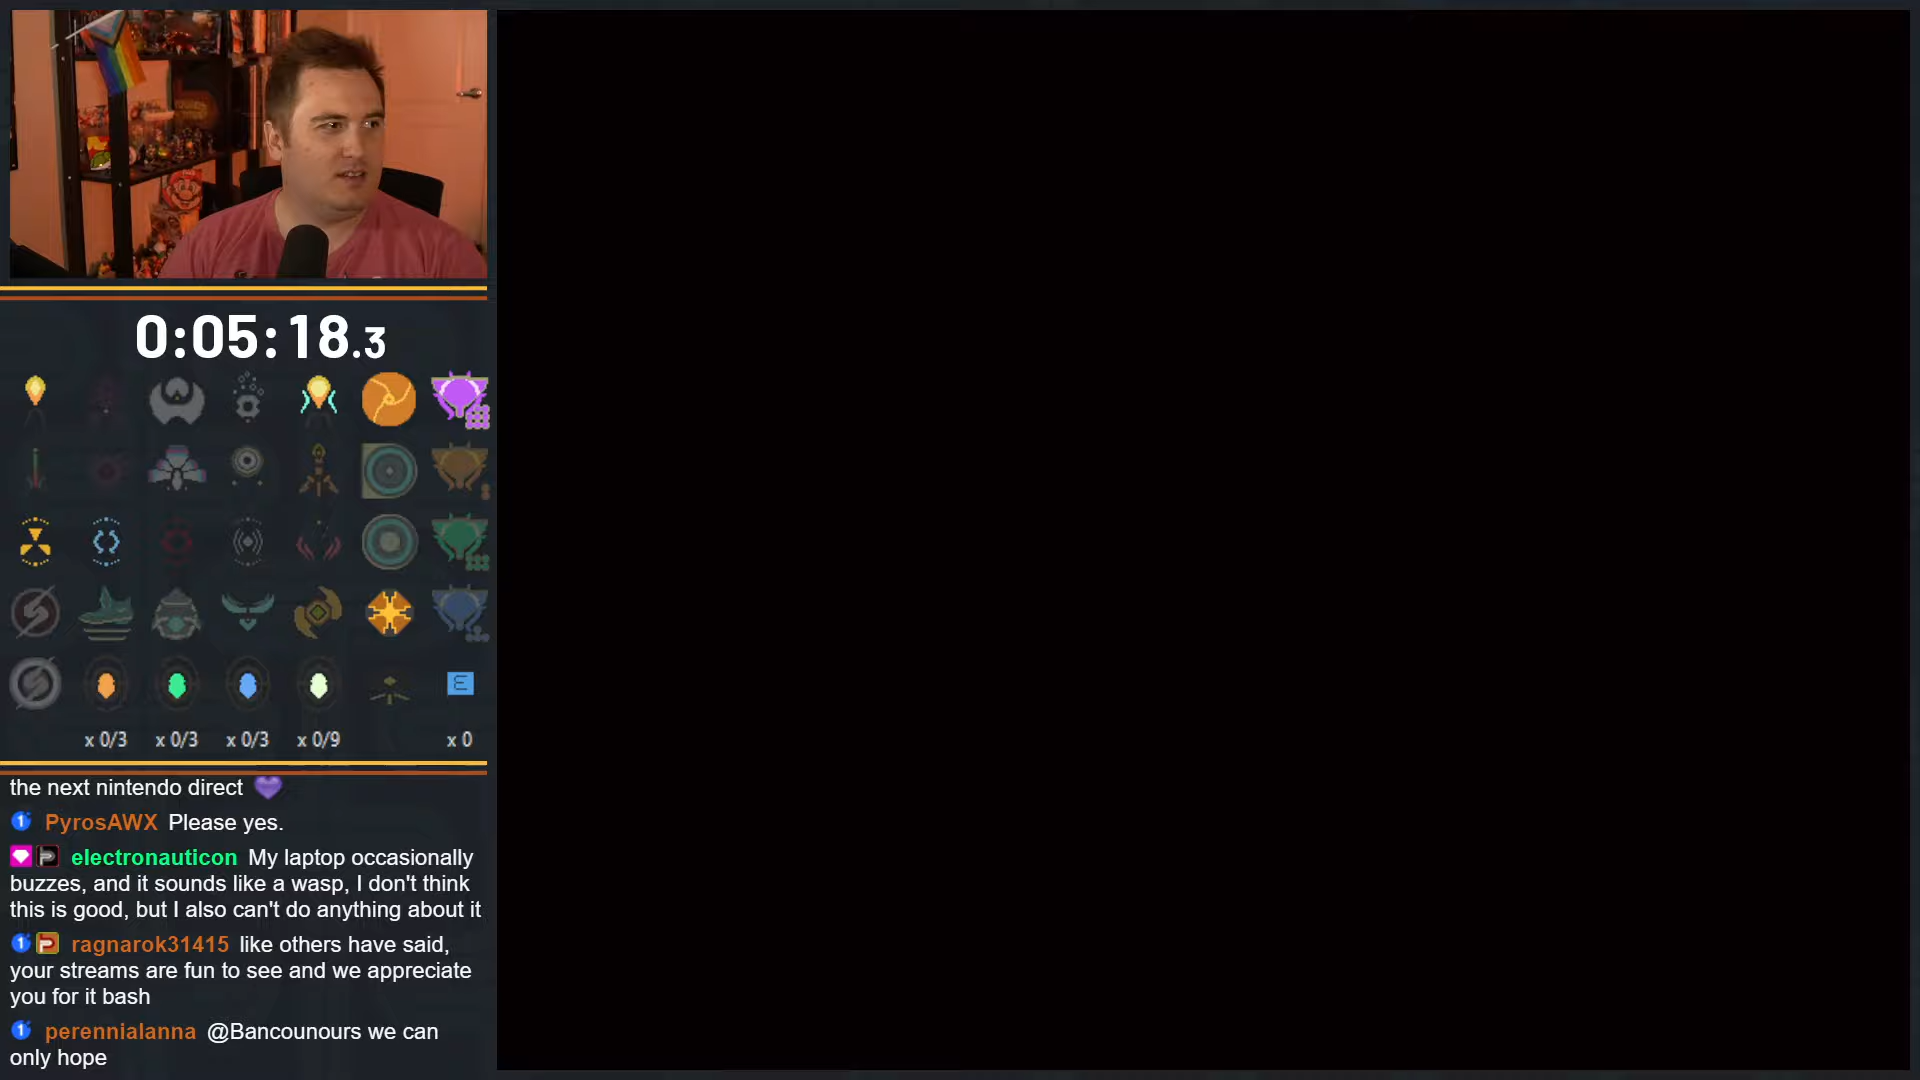 0:05:18.3
x 0/3 x 0/3 x 0/3 x 0/9 x 0
the next nintendo direct
PyrosAWX Please yes.
electronauticon My laptop occasionally
buzzes, and it sounds like a wasp, I don't think
this is good, but I also can't do anything about it
ragnarok31415 like others have said,
your streams are fun to see and we appreciate
you for it bash
perennialanna @Bancounours we can
only hope